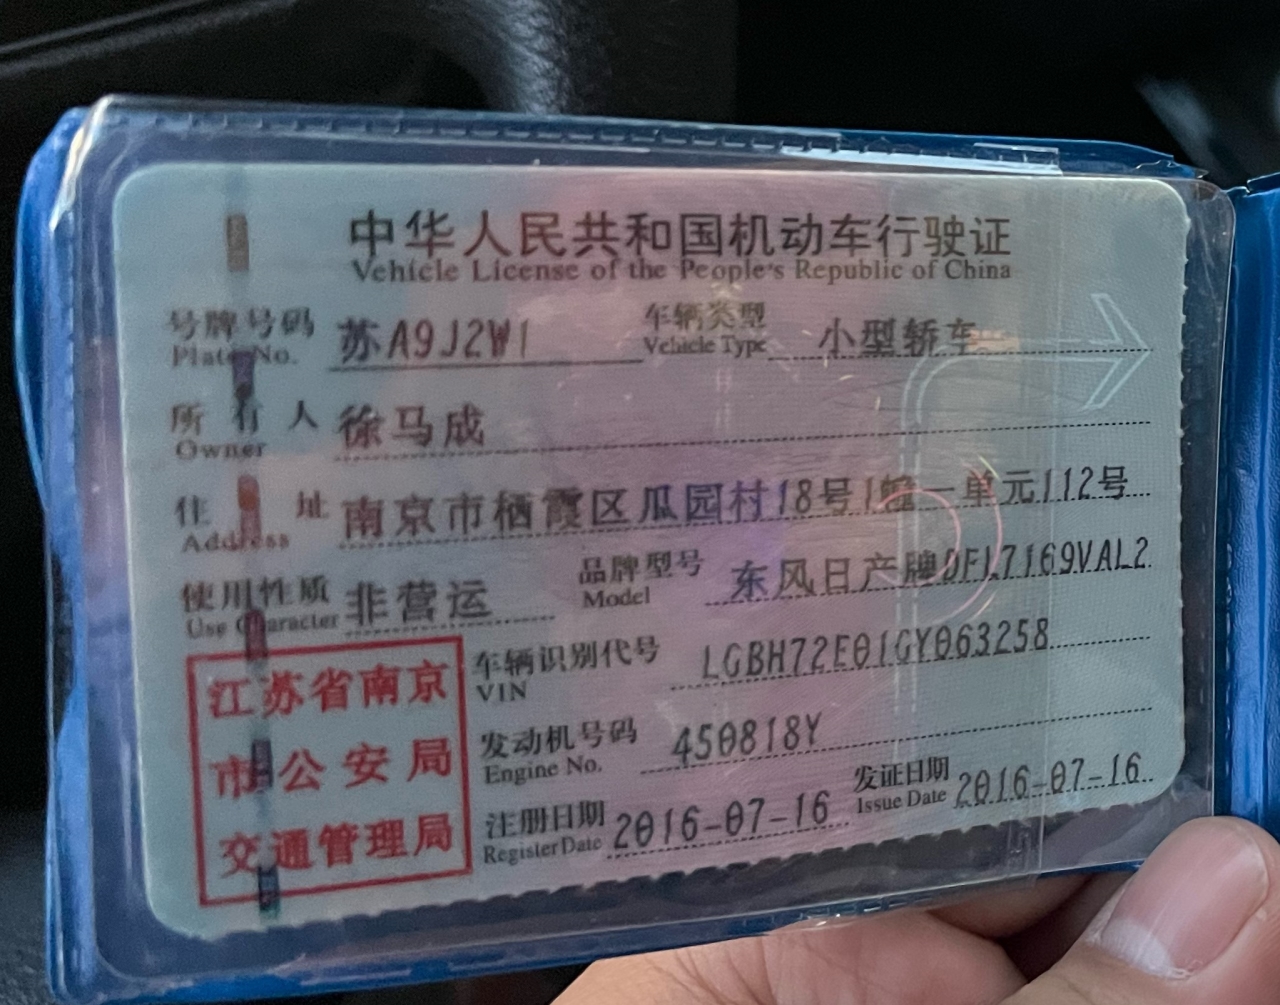 中华人民共和国机动车行驶证
Vehicle License of the People's Republic of China
号牌号码 苏A9J2W1 车辆类型 小型轿车
Plate No. Vehicle Type
所有人 徐马成
Owner
住址 南京市栖霞区瓜园村18号1幢一单元112号
Address
使用性质 非营运 品牌型号 东风日产牌DFL7169VAL2
Use Character Model
车辆识别代号 LGBH72E01GY063258
VIN
发动机号码 450818Y
Engine No.
注册日期 2016-07-16 发证日期 2016-07-16
Register Date Issue Date
江苏省南京
市公安局
交通管理局